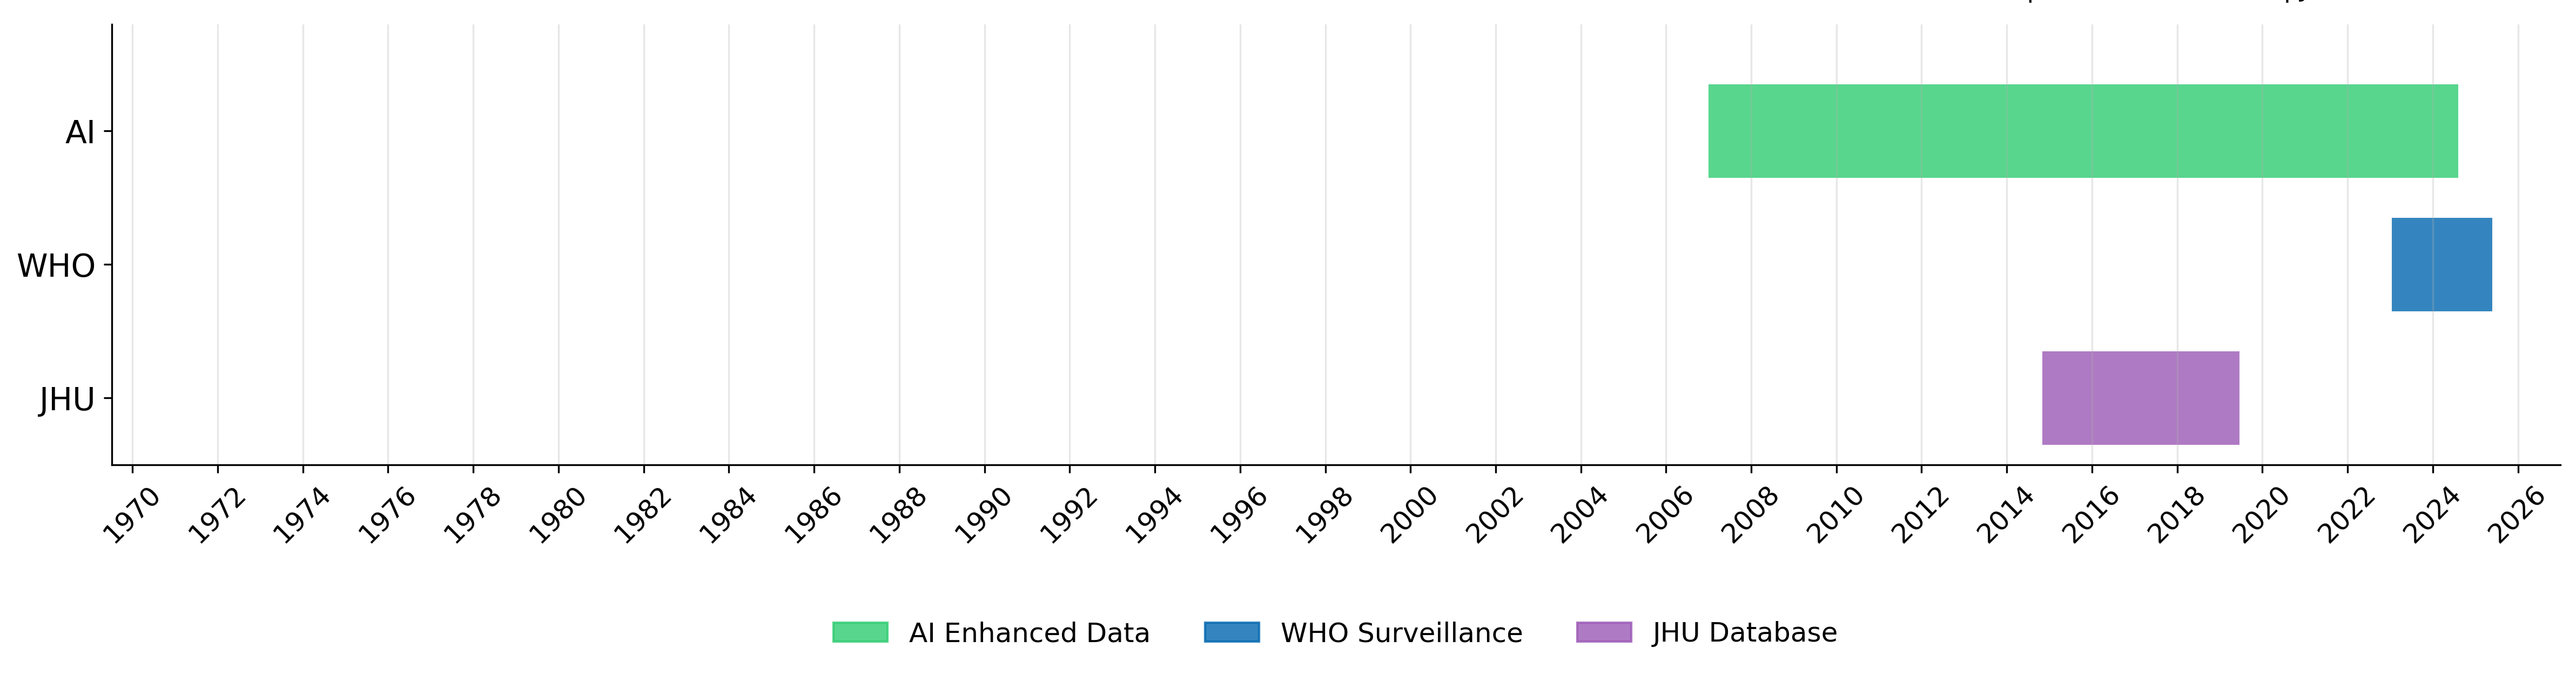 AI
WHO
JHU
1970 1972 1974 1976 1978 1980 1982 1984 1986 1988 1990 1992 1994 1996 1998 2000 2002 2004 2006 2008 2010 2012 2014 2016 2018 2020 2022 2024 2026
AI Enhanced Data WHO Surveillance JHU Database